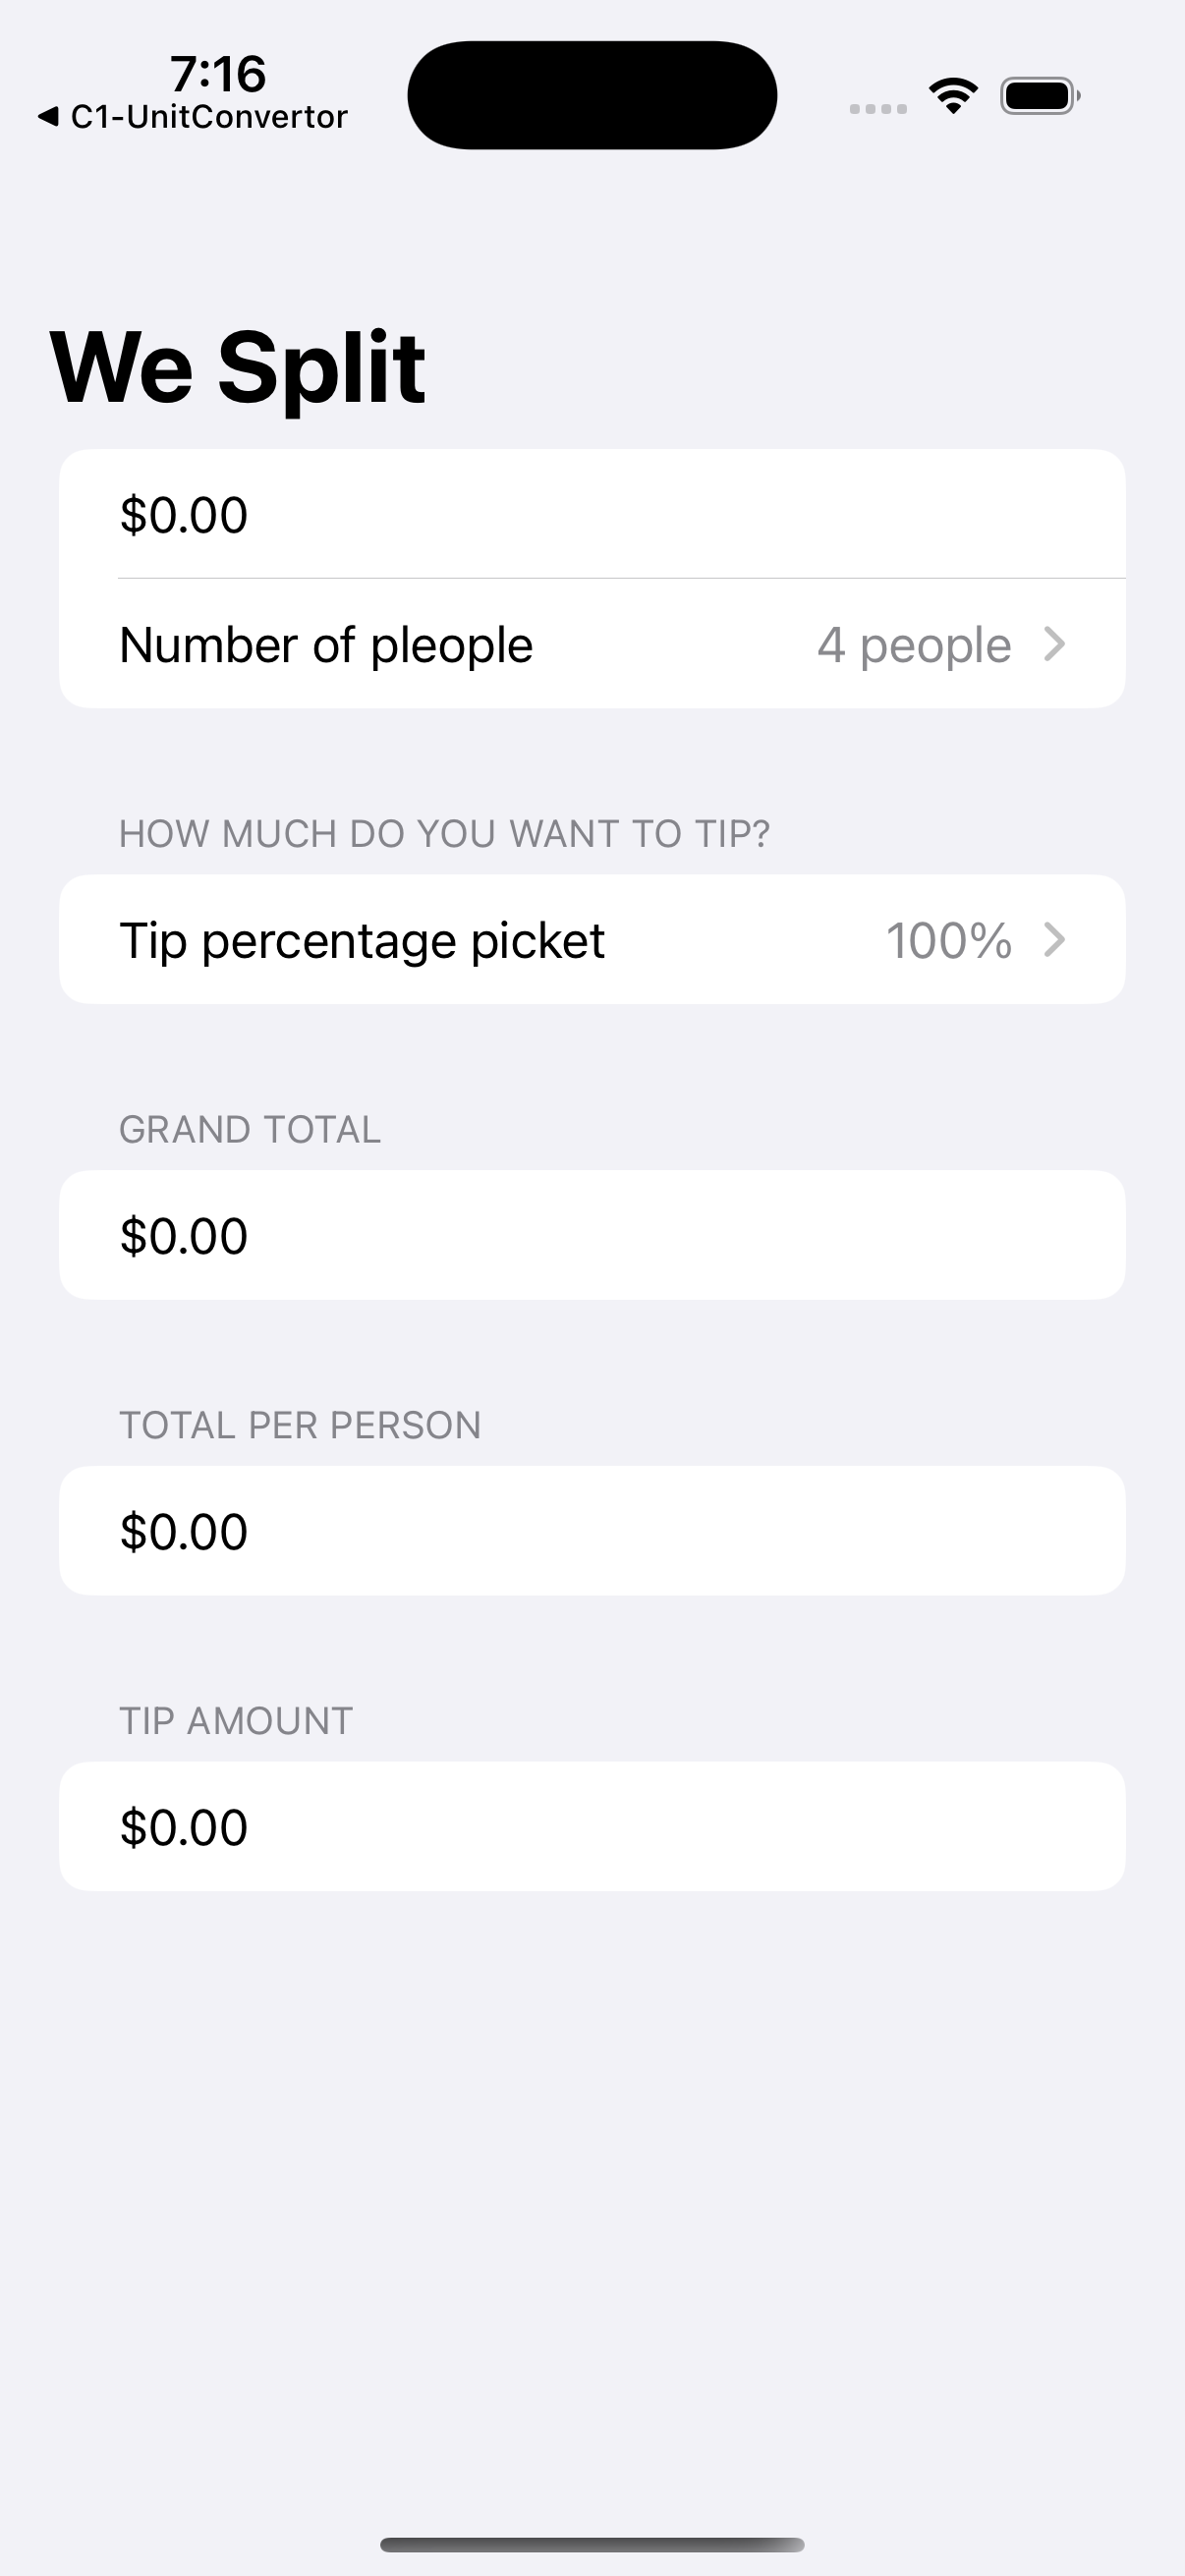 7:16
◀ C1-UnitConvertor
We Split
$0.00
Number of pleople 4 people
HOW MUCH DO YOU WANT TO TIP?
Tip percentage picket 100%
GRAND TOTAL
$0.00
TOTAL PER PERSON
$0.00
TIP AMOUNT
$0.00